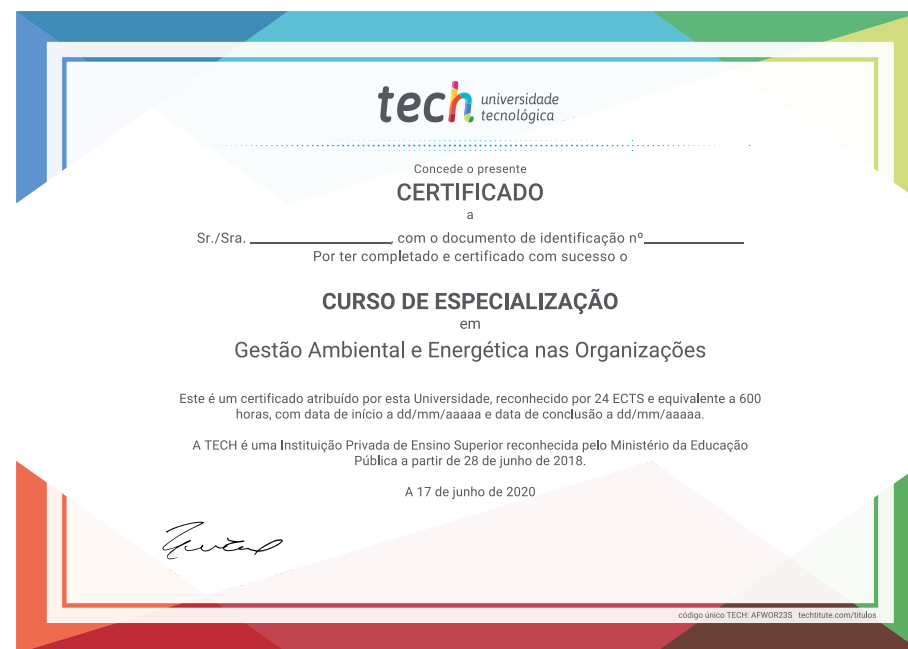 tech universidade
tecnológica
Concede o presente
CERTIFICADO
a
Sr./Sra. , com o documento de identificação nº
Por ter completado e certificado com sucesso o
CURSO DE ESPECIALIZAÇÃO
em
Gestão Ambiental e Energética nas Organizações
Este é um certificado atribuído por esta Universidade, reconhecido por 24 ECTS e equivalente a 600
horas, com data de início a dd/mm/aaaaa e data de conclusão a dd/mm/aaaaa.
A TECH é uma Instituição Privada de Ensino Superior reconhecida pelo Ministério da Educação
Pública a partir de 28 de junho de 2018.
A 17 de junho de 2020
código único TECH: AFWOR23S techtitute.com/titulos